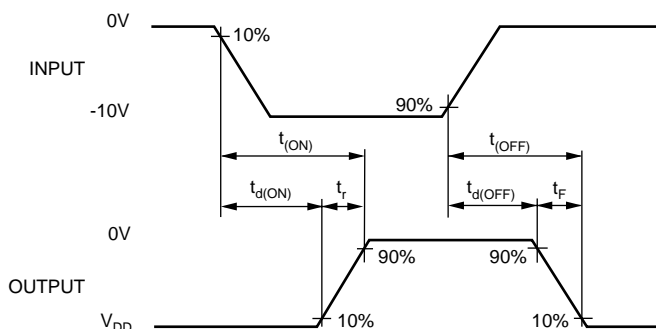 0V
10%
INPUT
90%
-10V
t(ON)
t(OFF)
td(ON)
tr
td(OFF)
tF
0V
90%
90%
OUTPUT
10%
10%
VDD